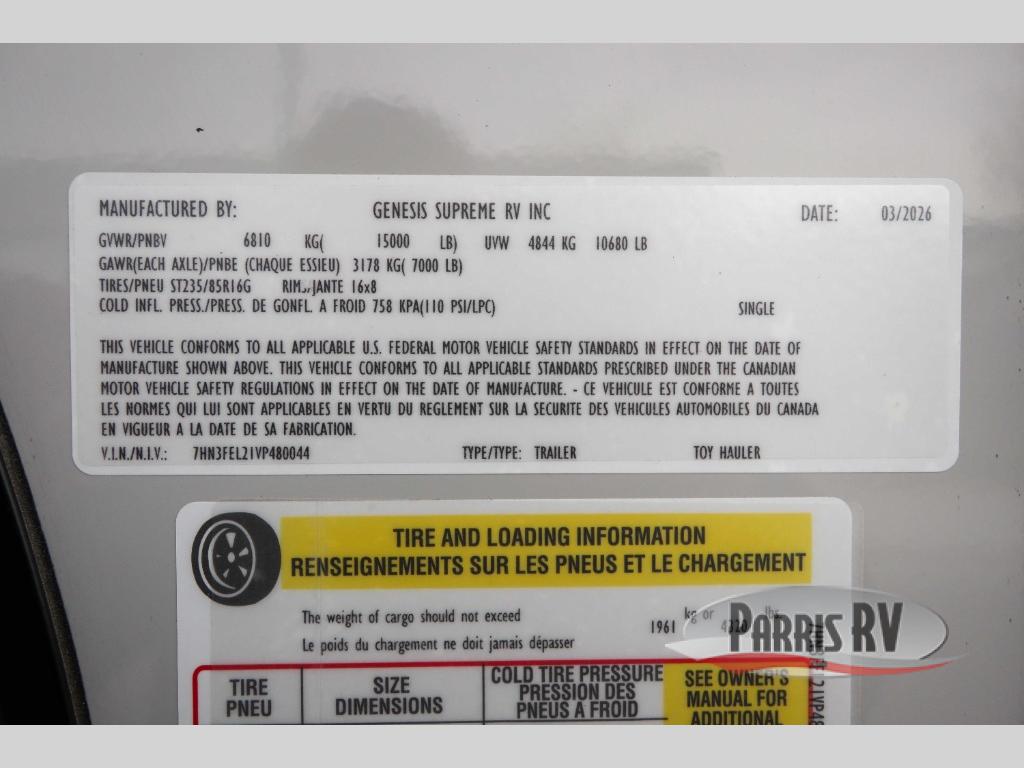 MANUFACTURED BY: GENESIS SUPREME RV INC DATE: 03/2026
GVWR/PNBV 6810 KG( 15000 LB) UVW 4844 KG 10680 LB
GAWR(EACH AXLE)/PNBE (CHAQUE ESSIEU) 3178 KG( 7000 LB)
TIRES/PNEU ST235/85R16G RIMS/JANTE 16x8
COLD INFL. PRESS./PRESS. DE GONFL. A FROID 758 KPA(110 PSI/LPC) SINGLE
THIS VEHICLE CONFORMS TO ALL APPLICABLE U.S. FEDERAL MOTOR VEHICLE SAFETY STANDARDS IN EFFECT ON THE DATE OF
MANUFACTURE SHOWN ABOVE. THIS VEHICLE CONFORMS TO ALL APPLICABLE STANDARDS PRESCRIBED UNDER THE CANADIAN
MOTOR VEHICLE SAFETY REGULATIONS IN EFFECT ON THE DATE OF MANUFACTURE. - CE VEHICULE EST CONFORME A TOUTES
LES NORMES QUI LUI SONT APPLICABLES EN VERTU DU REGLEMENT SUR LA SECURITE DES VEHICULES AUTOMOBILES DU CANADA
EN VIGUEUR A LA DATE DE SA FABRICATION.
V.I.N./N.I.V.: 7HN3FEL21VP480044 TYPE/TYPE: TRAILER TOY HAULER
TIRE AND LOADING INFORMATION
RENSEIGNEMENTS SUR LES PNEUS ET LE CHARGEMENT
The weight of cargo should not exceed
Le poids du chargement ne doit jamais dépasser
1961 kg or 4320 lbs
PARRIS RV
TIRE
PNEU
SIZE
DIMENSIONS
COLD TIRE PRESSURE
PRESSION DES
PNEUS A FROID
SEE OWNER'S
MANUAL FOR
ADDITIONAL